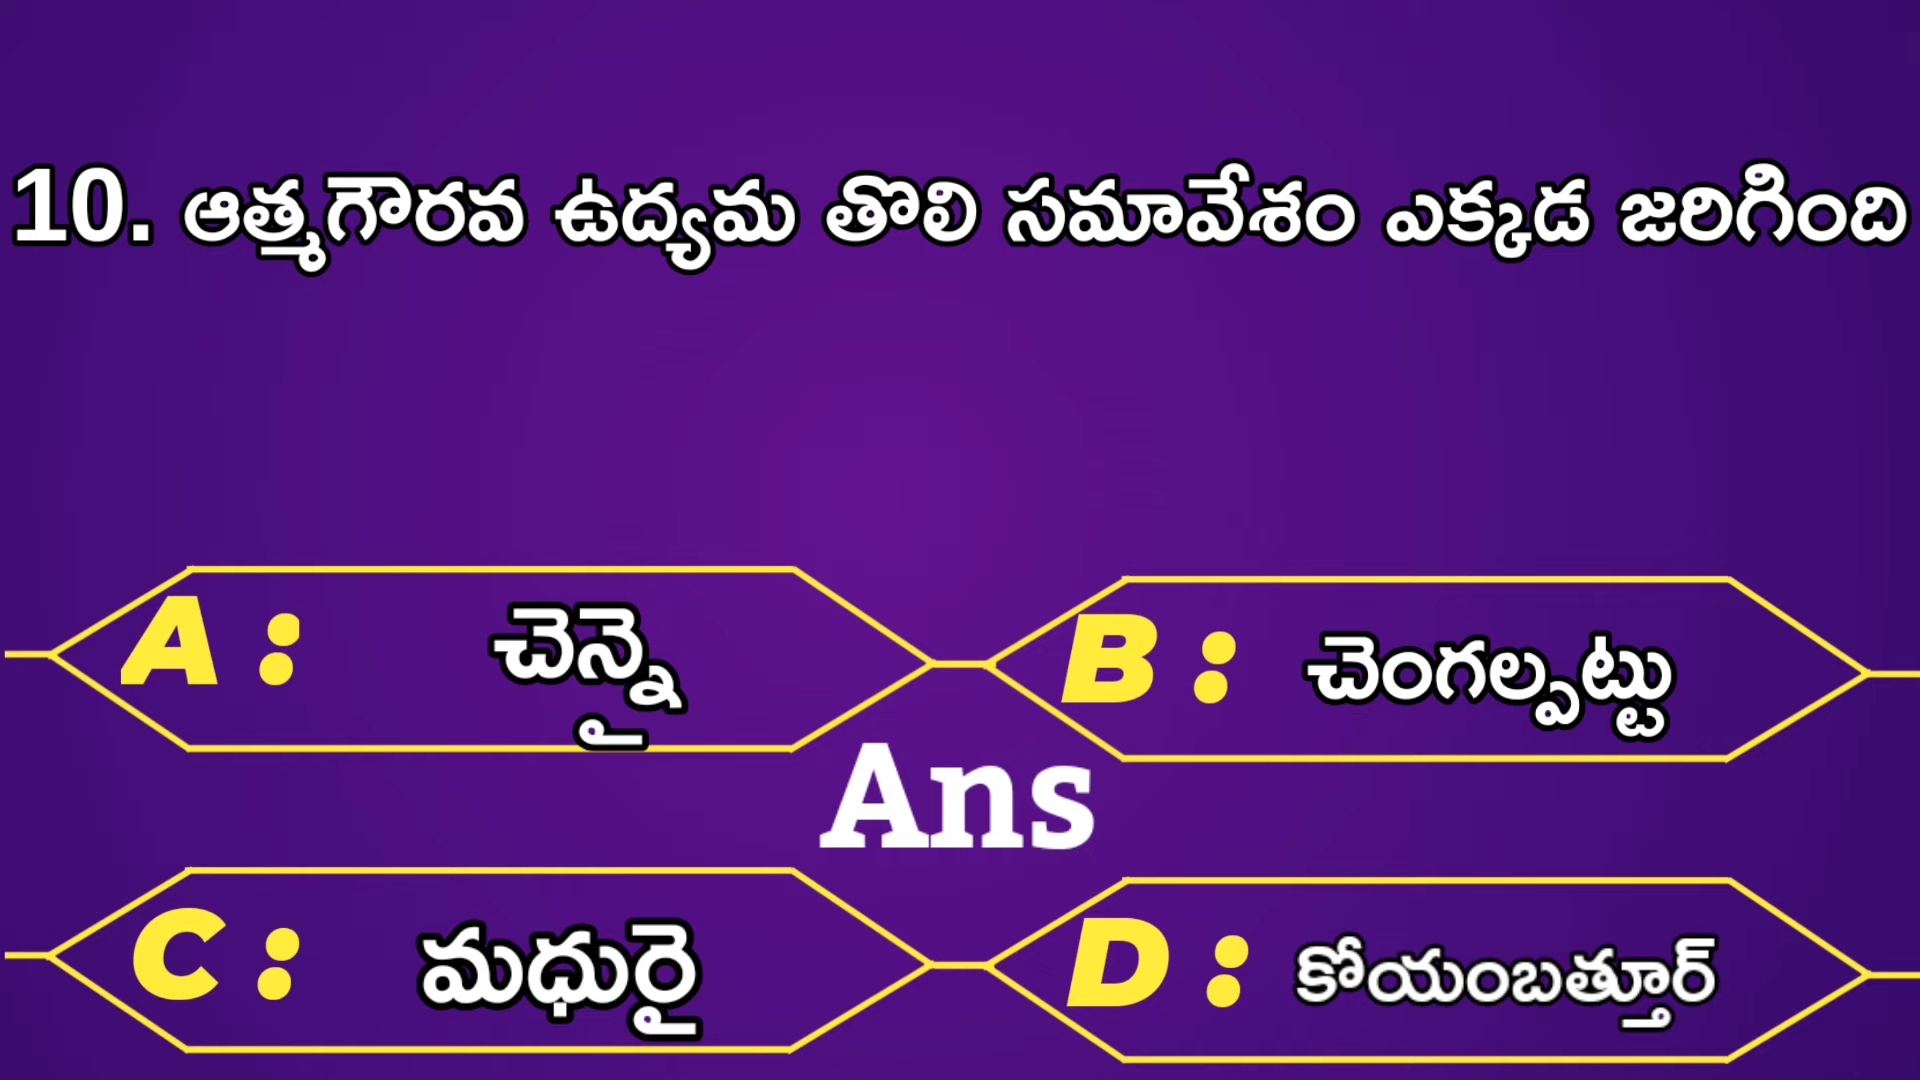 10. ఆత్మగౌరవ ఉద్యమ తొలి సమావేశం ఎక్కడ జరిగింది
A : చెన్నై
B : చెంగల్పట్టు
Ans
C : మధురై
D : కోయంబత్తూర్